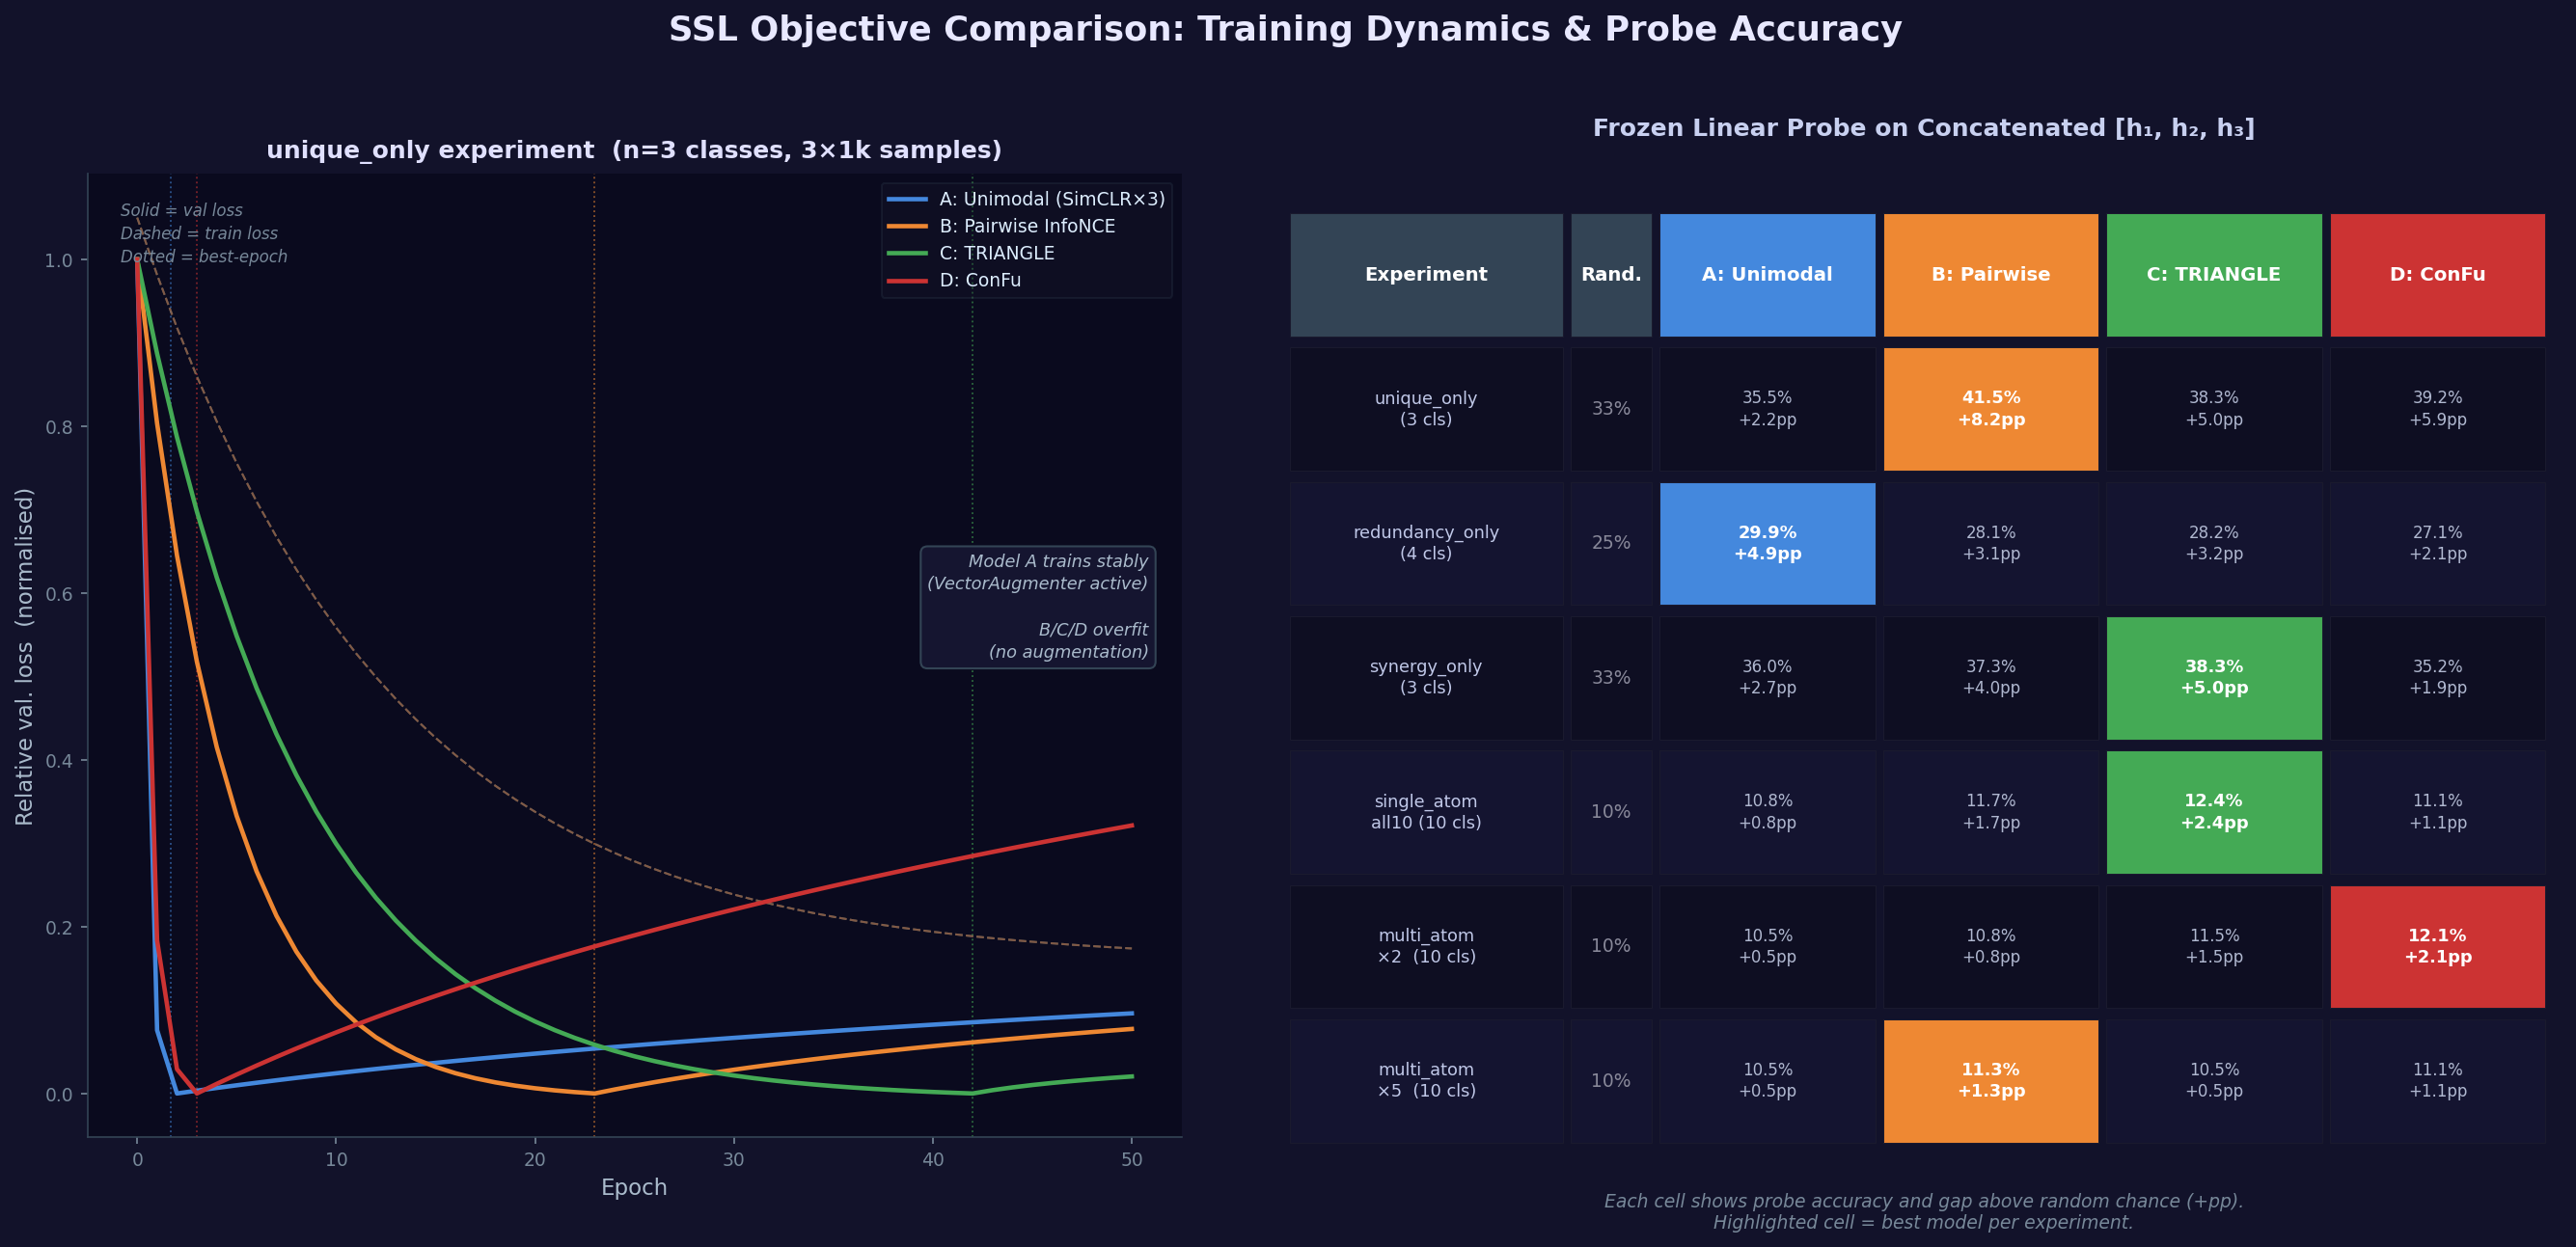 SSL Objective Comparison: Training Dynamics & Probe Accuracy
unique_only experiment  (n=3 classes, 3×1k samples)
Solid = val loss
Dashed = train loss
Dotted = best-epoch
A: Unimodal (SimCLR×3)
B: Pairwise InfoNCE
C: TRIANGLE
D: ConFu
Model A trains stably
(VectorAugmenter active)
B/C/D overfit
(no augmentation)
Relative val. loss  (normalised)
1.0
0.8
0.6
0.4
0.2
0.0
0 10 20 30 40 50
Epoch
Frozen Linear Probe on Concatenated [h₁, h₂, h₃]
Experiment Rand. A: Unimodal B: Pairwise C: TRIANGLE D: ConFu
unique_only 35.5% 41.5% 38.3% 39.2%
33%
(3 cls) +2.2pp +8.2pp +5.0pp +5.9pp
redundancy_only 29.9% 28.1% 28.2% 27.1%
25%
(4 cls) +4.9pp +3.1pp +3.2pp +2.1pp
synergy_only 36.0% 37.3% 38.3% 35.2%
33%
(3 cls) +2.7pp +4.0pp +5.0pp +1.9pp
single_atom 10.8% 11.7% 12.4% 11.1%
10%
all10 (10 cls) +0.8pp +1.7pp +2.4pp +1.1pp
multi_atom 10.5% 10.8% 11.5% 12.1%
10%
×2  (10 cls) +0.5pp +0.8pp +1.5pp +2.1pp
multi_atom 10.5% 11.3% 10.5% 11.1%
10%
×5  (10 cls) +0.5pp +1.3pp +0.5pp +1.1pp
Each cell shows probe accuracy and gap above random chance (+pp).
Highlighted cell = best model per experiment.